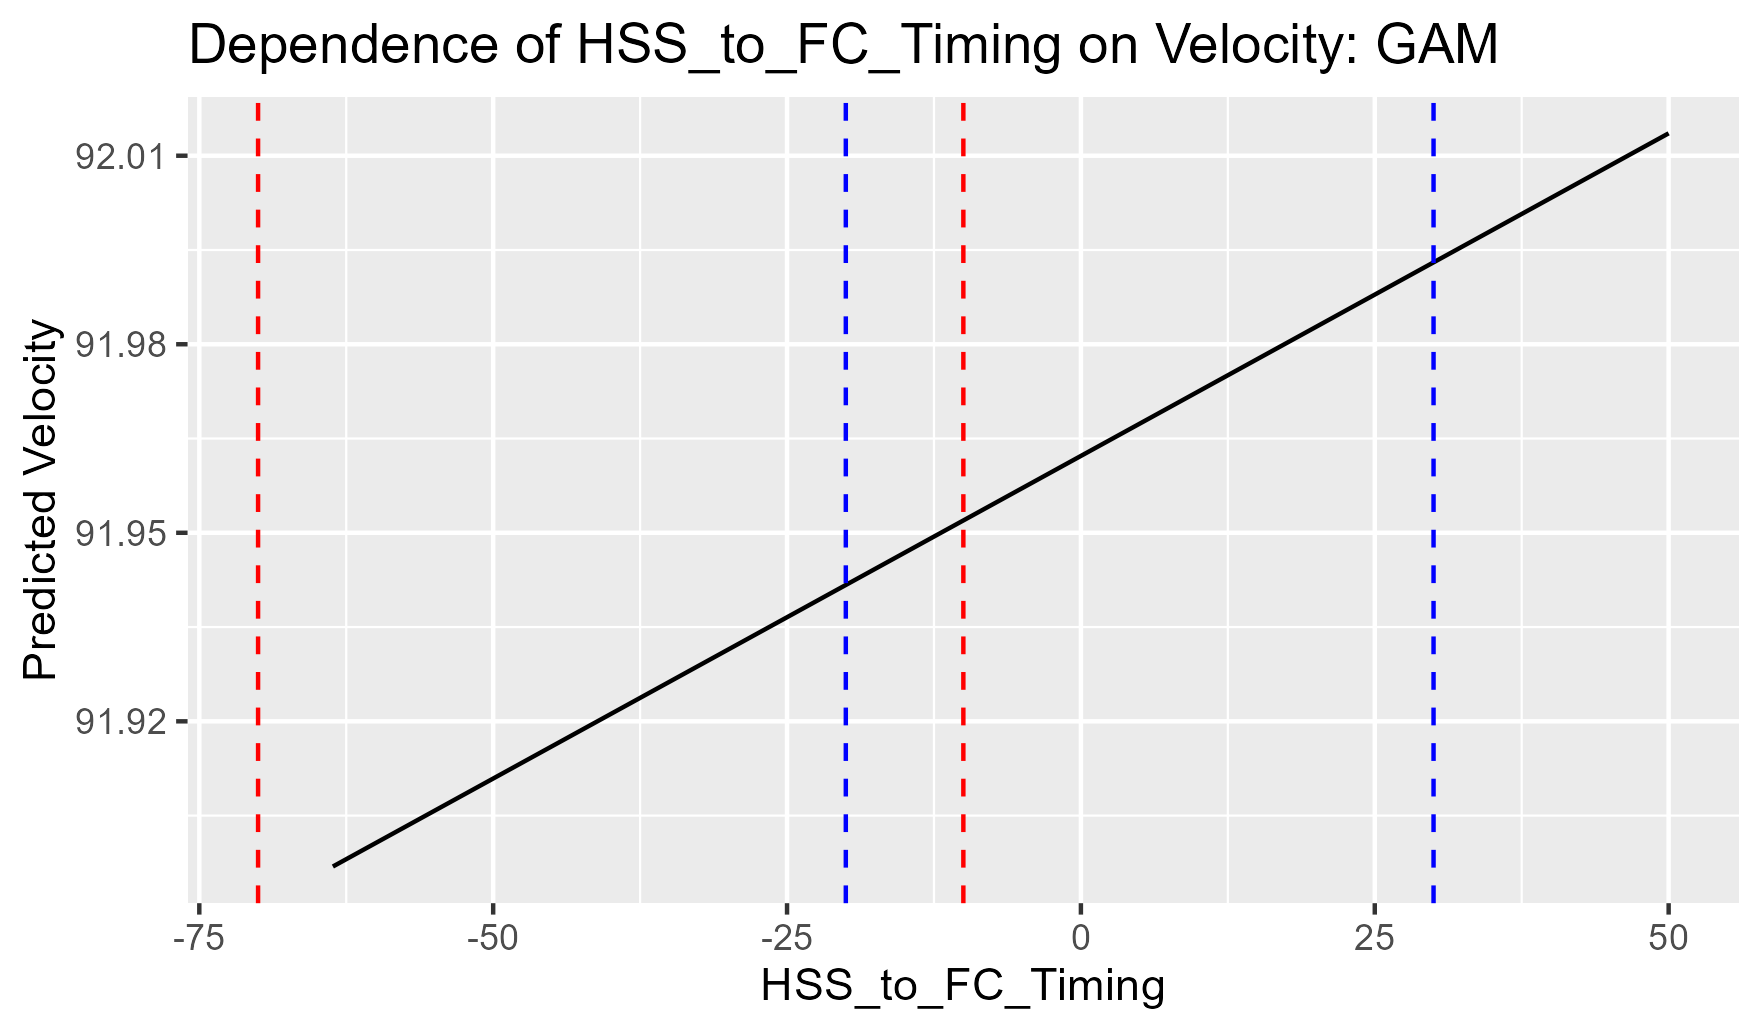 Dependence of HSS_to_FC_Timing on Velocity: GAM
Predicted Velocity
92.01
91.98
91.95
91.92
-75 -50 -25 0 25 50
HSS_to_FC_Timing